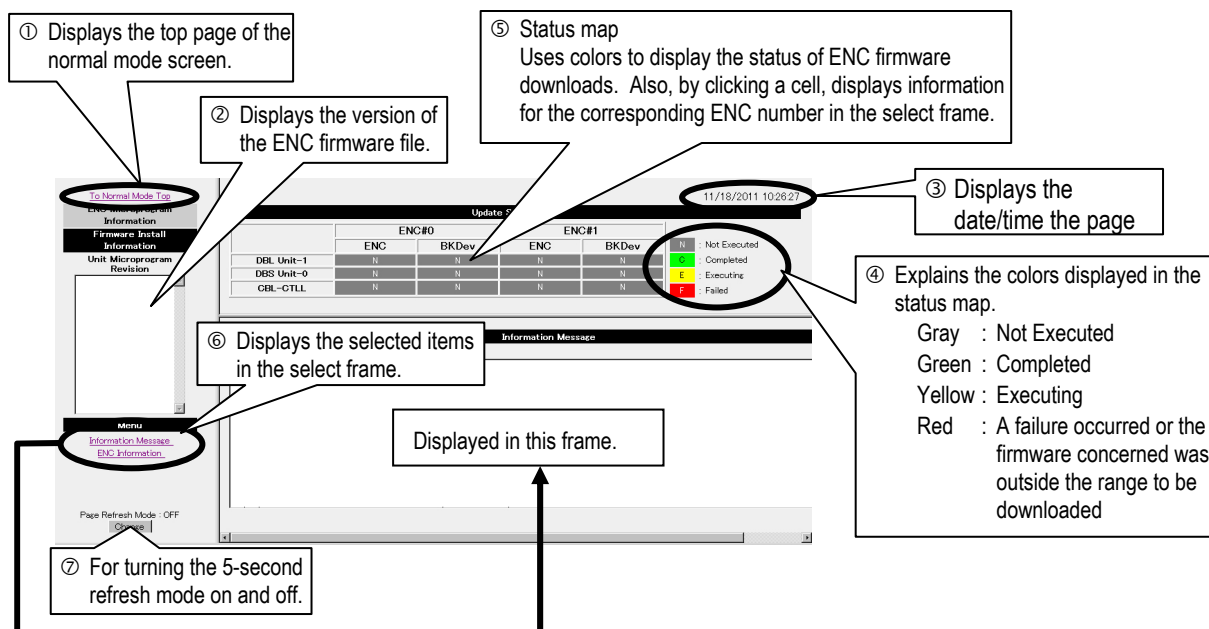 ① Displays the top page of the
normal mode screen.
② Displays the version of
the ENC firmware file.
⑤ Status map
Uses colors to display the status of ENC firmware
downloads. Also, by clicking a cell, displays information
for the corresponding ENC number in the select frame.
③ Displays the
date/time the page
④ Explains the colors displayed in the
status map.
Gray : Not Executed
Green : Completed
Yellow : Executing
Red : A failure occurred or the
firmware concerned was
outside the range to be
downloaded
To Normal Mode Top
ENC Microprogram
Information
Firmware Install
Information
Unit Microprogram
Revision
11/18/2011 10:26:27
Update
ENC#0 ENC#1
ENC BKDev ENC BKDev
DBL Unit-1 N N N N
DBS Unit-0 N N N N
CBL-CTLL N N N N
N : Not Executed
C : Completed
E : Executing
F : Failed
Information Message
⑥ Displays the selected items
in the select frame.
Displayed in this frame.
Menu
Information Message
ENC Information
Page Refresh Mode : OFF
⑦ For turning the 5-second
refresh mode on and off.